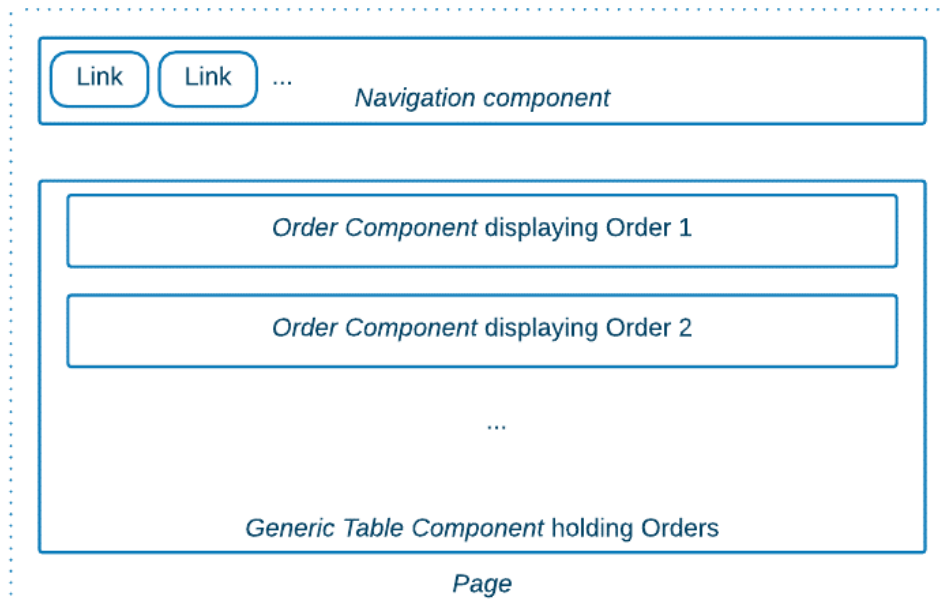 Link Link ...
Navigation component
Order Component displaying Order 1
Order Component displaying Order 2
...
Generic Table Component holding Orders
Page